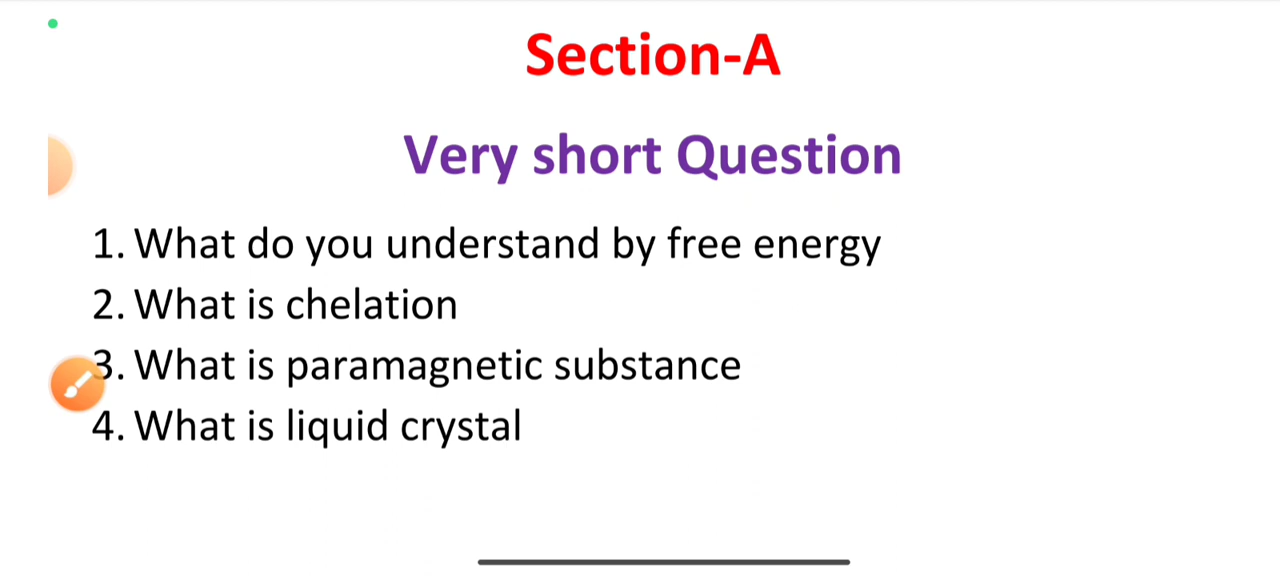 Section-A
Very short Question
1. What do you understand by free energy
2. What is chelation
3. What is paramagnetic substance
4. What is liquid crystal